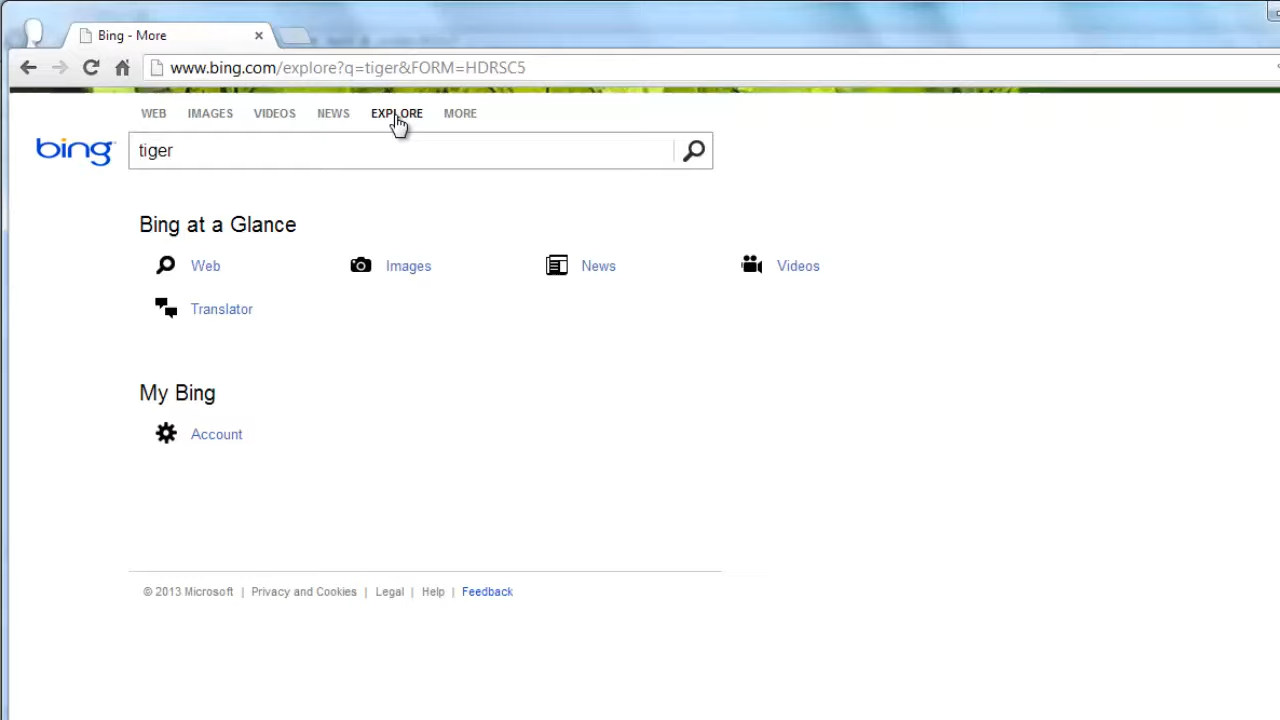 Bing - More
www.bing.com/explore?q=tiger&FORM=HDRSC5
WEB IMAGES VIDEOS NEWS EXPLORE MORE
bing tiger
Bing at a Glance
Web Images News Videos
Translator
My Bing
Account
© 2013 Microsoft | Privacy and Cookies | Legal | Help | Feedback